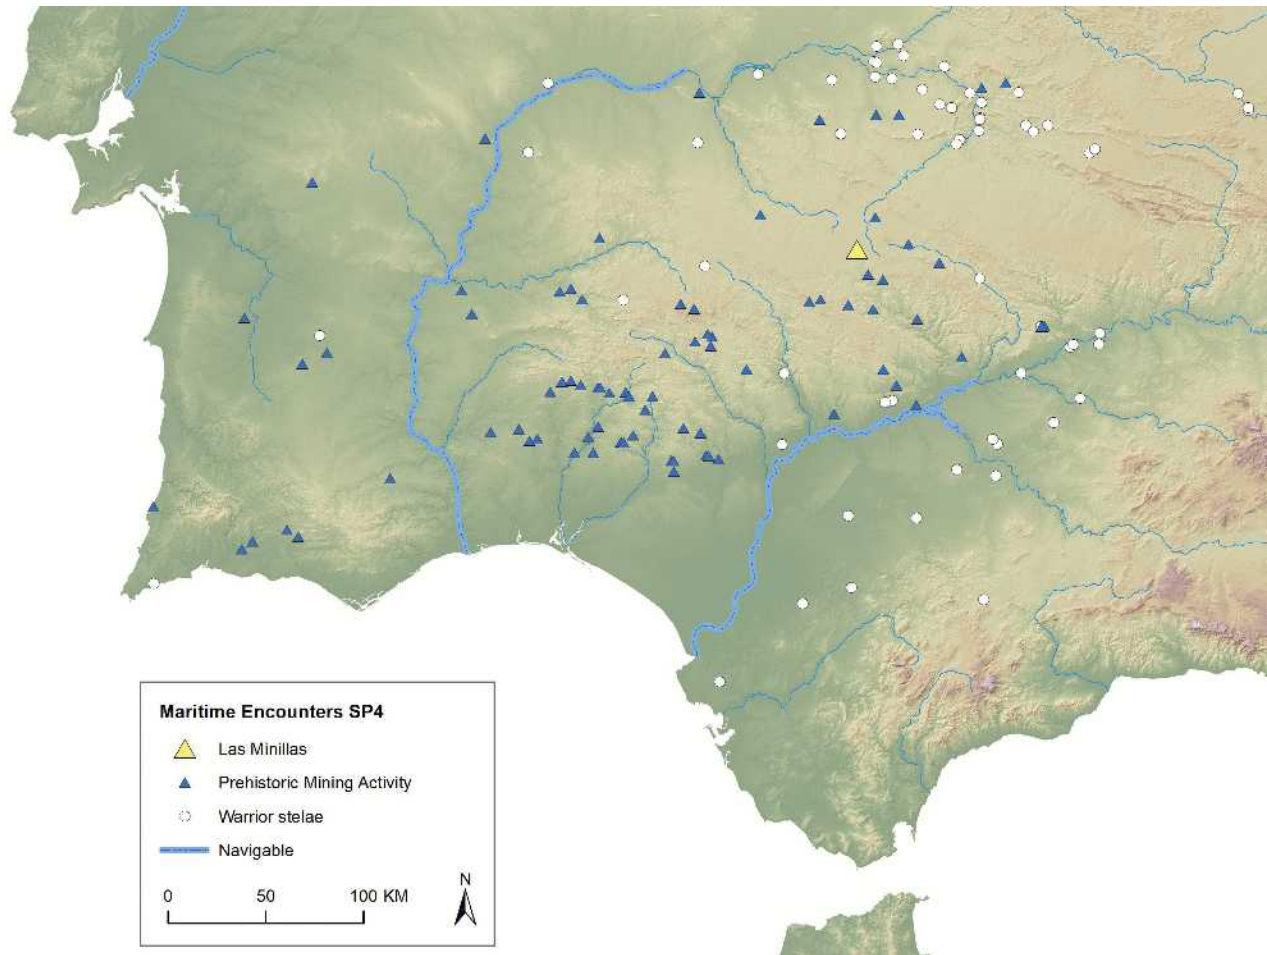 Maritime Encounters SP4
Las Minillas
Prehistoric Mining Activity
Warrior stelae
Navigable
0 50 100 KM
N